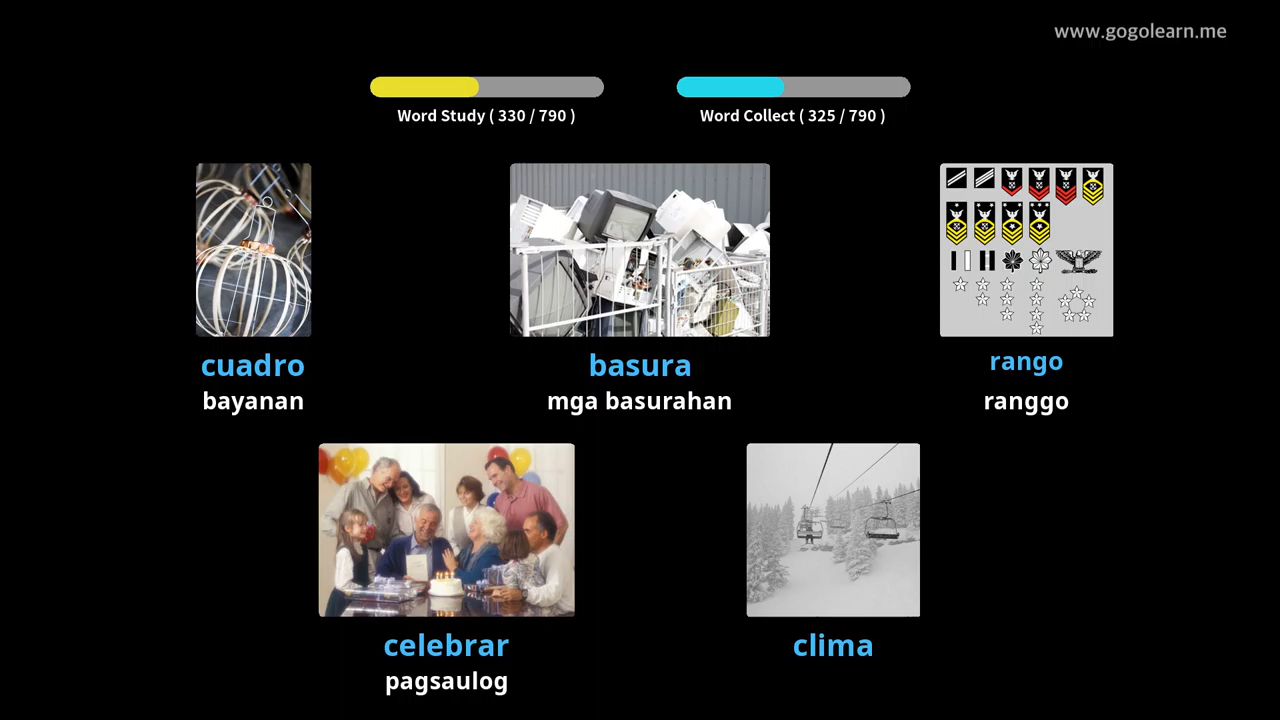 www.gogolearn.me
Word Study ( 330 / 790 )
Word Collect ( 325 / 790 )
cuadro
bayanan
basura
mga basurahan
rango
ranggo
celebrar
pagsaulog
clima